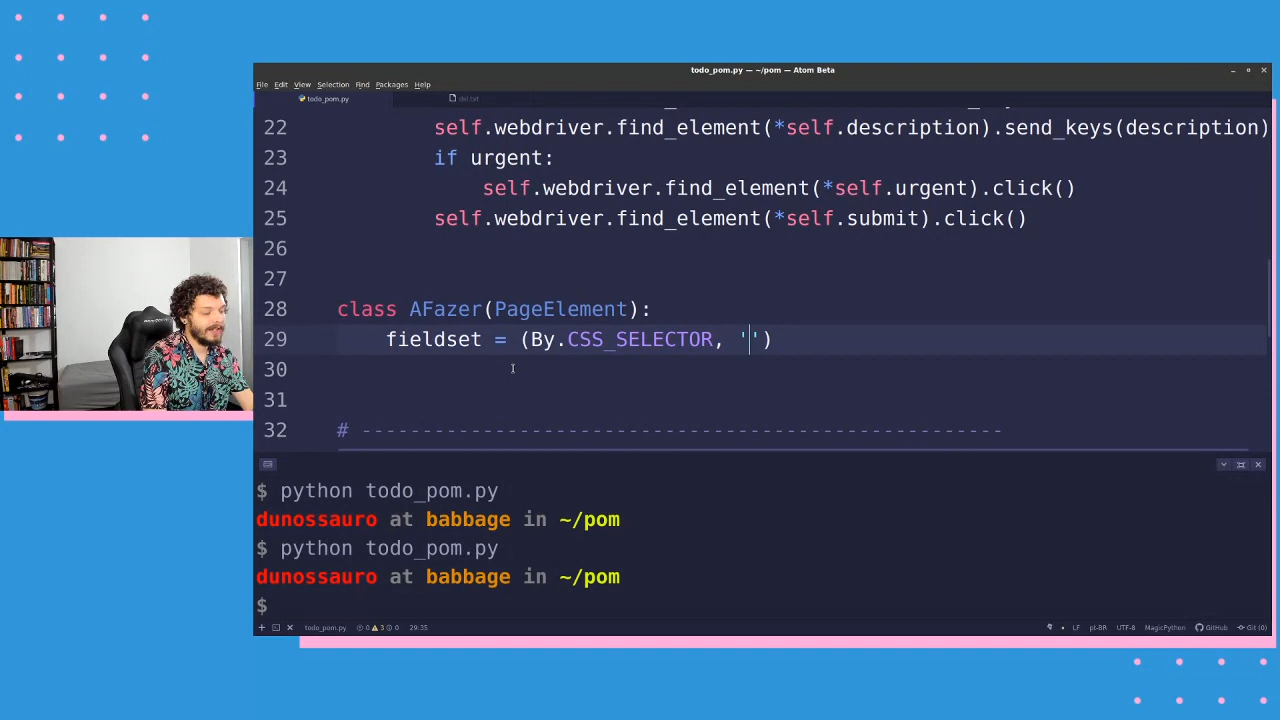 todo_pom.py — ~/pom — Atom Beta
File Edit View Selection Find Packages Help
todo_pom.py
22 self.webdriver.find_element(*self.description).send_keys(description)
23 if urgent:
24 self.webdriver.find_element(*self.urgent).click()
25 self.webdriver.find_element(*self.submit).click()
26
27
28 class AFazer(PageElement):
29 fieldset = (By.CSS_SELECTOR, '')
30
31
32 # -----------------------------------------------------
$ python todo_pom.py
dunossauro at babbage in ~/pom
$ python todo_pom.py
dunossauro at babbage in ~/pom
$
todo_pom.py 0 3 0 29:35 LF pt-BR UTF-8 MagicPython GitHub Git (0)